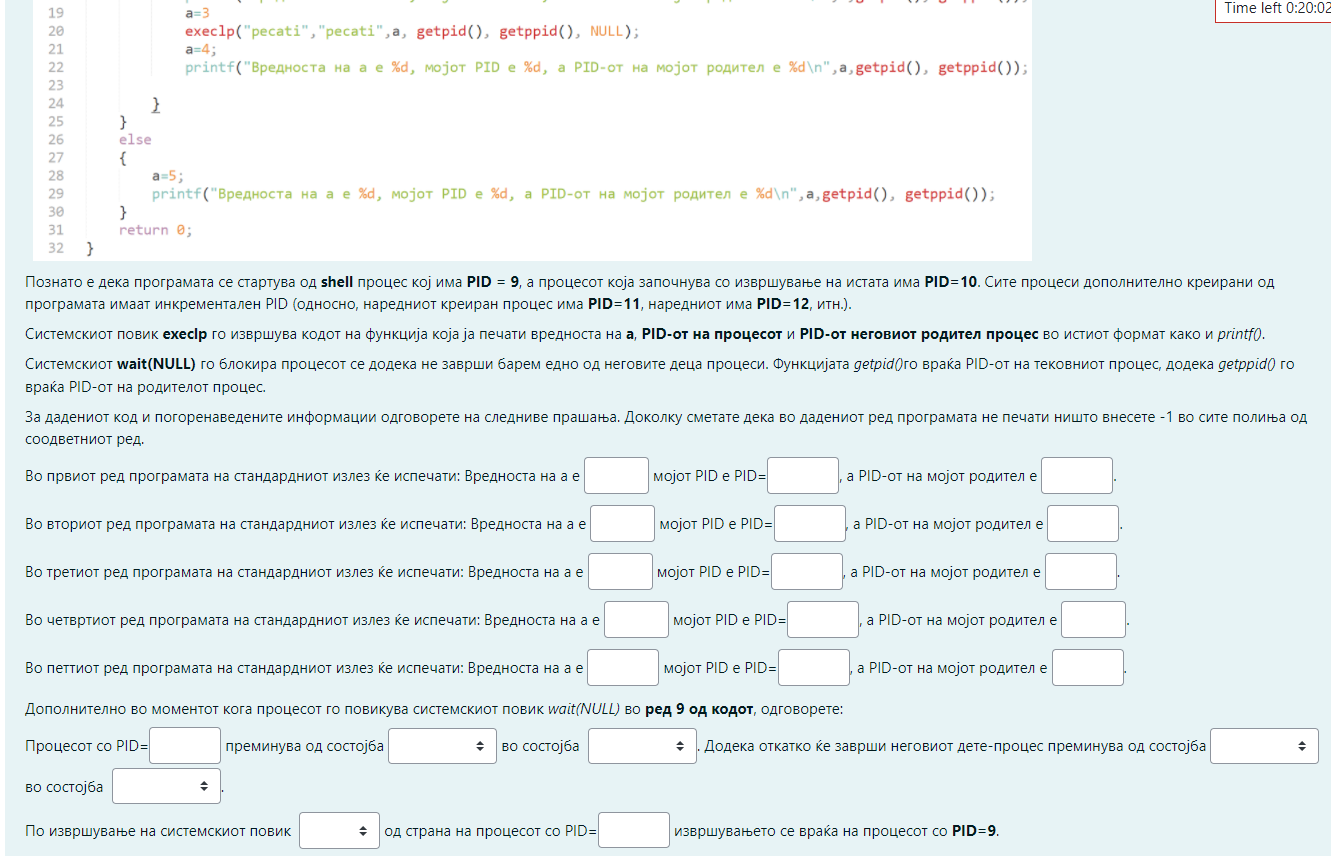 Time left 0:20:02
19 a=3
20 execlp("pecati","pecati",a, getpid(), getppid(), NULL);
21 a=4;
22 printf("Вредноста на а е %d, мојот PID е %d, а PID-от на мојот родител е %d\n",a,getpid(), getppid());
23
24 }
25 }
26 else
27 {
28 a=5;
29 printf("Вредноста на а е %d, мојот PID е %d, а PID-от на мојот родител е %d\n",a,getpid(), getppid());
30 }
31 return 0;
32 }
Познато е дека програмата се стартува од shell процес кој има PID = 9, а процесот која започнува со извршување на истата има PID=10. Сите процеси дополнително креирани од
програмата имаат инкрементален PID (односно, наредниот креиран процес има PID=11, наредниот има PID=12, итн.).
Системскиот повик execlp го извршува кодот на функција која ја печати вредноста на a, PID-от на процесот и PID-от неговиот родител процес во истиот формат како и printf().
Системскиот wait(NULL) го блокира процесот се додека не заврши барем едно од неговите деца процеси. Функцијата getpid()го враќа PID-от на тековниот процес, додека getppid() го
враќа PID-от на родителот процес.
За дадениот код и погоренаведените информации одговорете на следниве прашања. Доколку сметате дека во дадениот ред програмата не печати ништо внесете -1 во сите полиња од
соодветниот ред.
Во првиот ред програмата на стандардниот излез ќе испечати: Вредноста на а е мојот PID е PID= , а PID-от на мојот родител е .
Во вториот ред програмата на стандардниот излез ќе испечати: Вредноста на а е мојот PID е PID= , а PID-от на мојот родител е .
Во третиот ред програмата на стандардниот излез ќе испечати: Вредноста на а е мојот PID е PID= , а PID-от на мојот родител е .
Во четвртиот ред програмата на стандардниот излез ќе испечати: Вредноста на а е мојот PID е PID= , а PID-от на мојот родител е .
Во петтиот ред програмата на стандардниот излез ќе испечати: Вредноста на а е мојот PID е PID= , а PID-от на мојот родител е .
Дополнително во моментот кога процесот го повикува системскиот повик wait(NULL) во ред 9 од кодот, одговорете:
Процесот со PID= преминува од состојба во состојба . Додека откатко ќе заврши неговиот дете-процес преминува од состојба
во состојба .
По извршување на системскиот повик од страна на процесот со PID= извршувањето се враќа на процесот со PID=9.